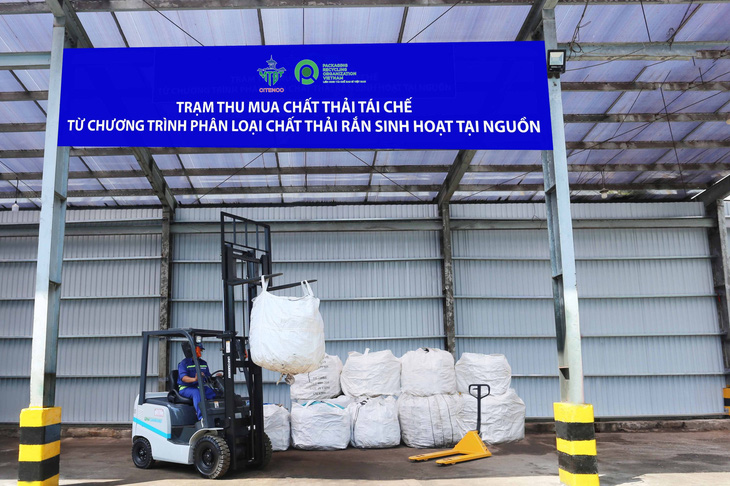 CITENCO
PACKAGING
RECYCLING
ORGANIZATION
VIETNAM
TRẠM THU MUA CHẤT THẢI TÁI CHẾ
TỪ CHƯƠNG TRÌNH PHÂN LOẠI CHẤT THẢI RẮN SINH HOẠT TẠI NGUỒN